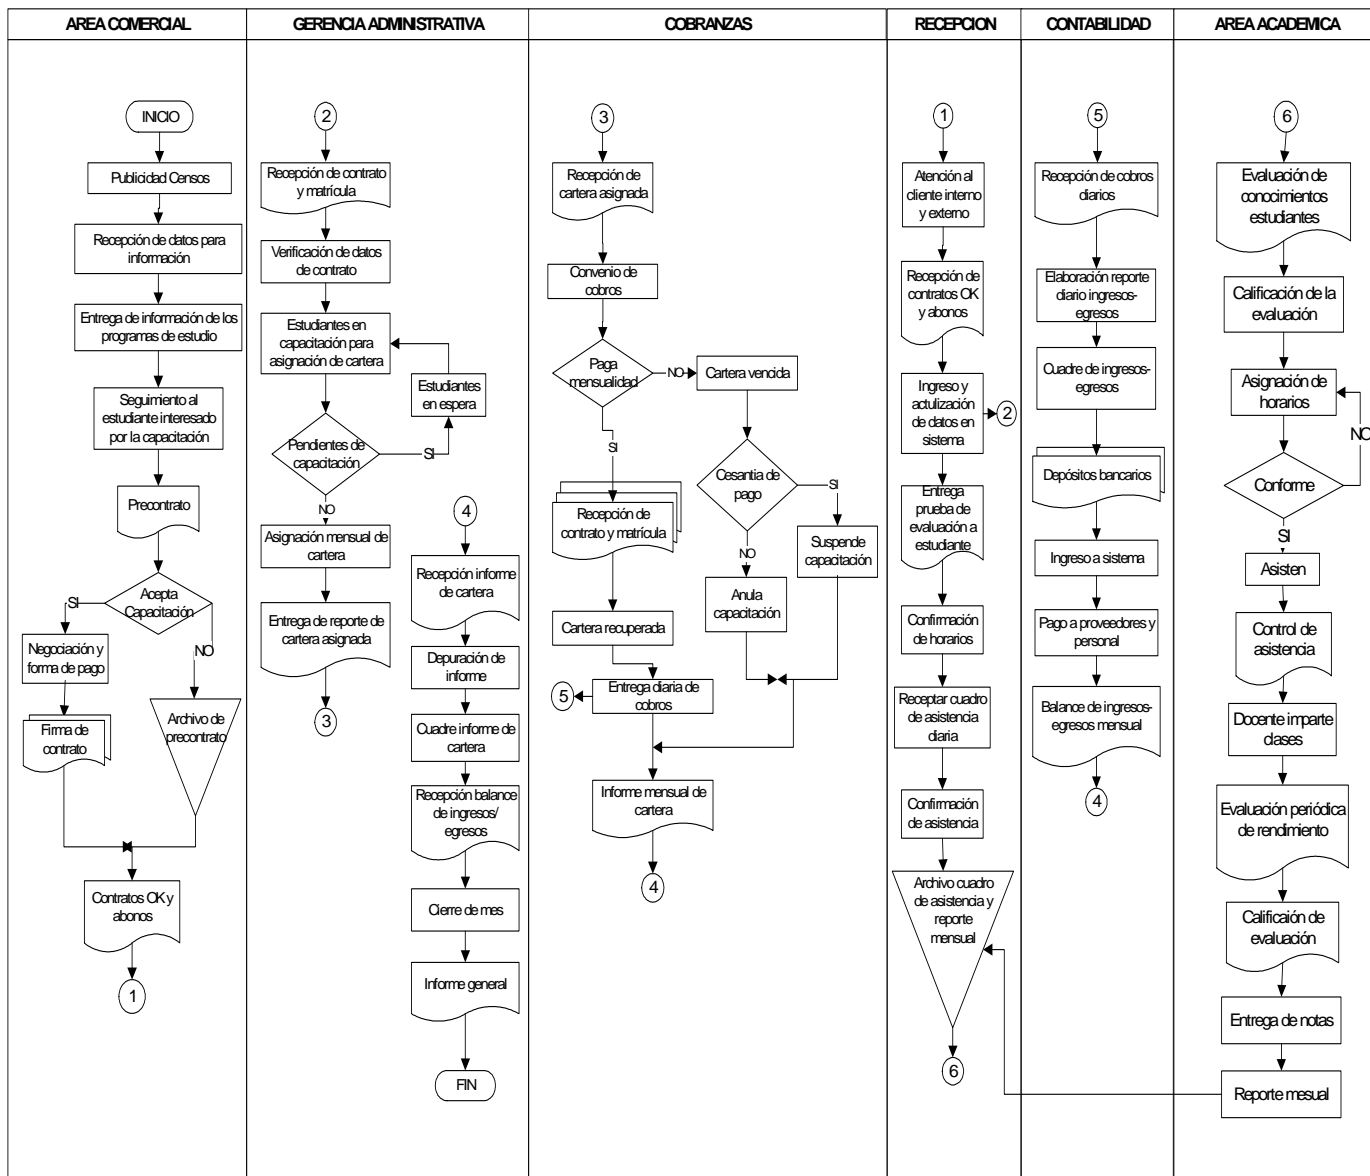 AREA COMERCIAL
GERENCIA ADMINISTRATIVA
COBRANZAS
RECEPCION
CONTABILIDAD
AREA ACADEMICA
INICIO
Publicidad Censos
Recepción de datos para
información
Entrega de información de los
programas de estudio
Seguimiento al
estudiante interesado
por la capacitación
Precontrato
Acepta
Capacitación
SI
NO
Negociación y
forma de pago
Firma de
contrato
Archivo de
precontrato
Contratos OK y
abonos
1
2
Recepción de contrato
y matrícula
Verificación de datos
de contrato
Estudiantes en
capacitación para
asignación de cartera
Estudiantes
en espera
Pendientes de
capacitación
SI
NO
Asignación mensual de
cartera
Entrega de reporte de
cartera asignada
3
4
Recepción informe
de cartera
Depuración de
informe
Cuadre informe de
cartera
Recepción balance
de ingresos/
egresos
Cierre de mes
Informe general
FIN
3
Recepción de
cartera asignada
Convenio de
cobros
Paga
mensualidad
NO
Cartera vencida
SI
Cesantia de
pago
SI
NO
Recepción de
contrato y matrícula
Suspende
capacitación
Anula
capacitación
Cartera recuperada
Entrega diaria de
cobros
5
Informe mensual de
cartera
4
1
Atención al
cliente interno
y externo
Recepción de
contratos OK
y abonos
Ingreso y
actulización
de datos en
sistema
2
Entrega
prueba de
evaluación a
estudiante
Confirmación
de horarios
Receptar cuadro
de asistencia
diaria
Confirmación
de asistencia
Archivo cuadro
de asistencia y
reporte
mensual
6
5
Recepción de cobros
diarios
Elaboración reporte
diario ingresos-
egresos
Cuadre de ingresos-
egresos
Depósitos bancarios
Ingreso a sistema
Pago a proveedores y
personal
Balance de ingresos-
egresos mensual
4
6
Evaluación de
conocimientos
estudiantes
Calificación de la
evaluación
Asignación de
horarios
NO
Conforme
SI
Asisten
Control de
asistencia
Docente imparte
clases
Evaluación periódica
de rendimiento
Calificaición de
evaluación
Entrega de notas
Reporte mesual